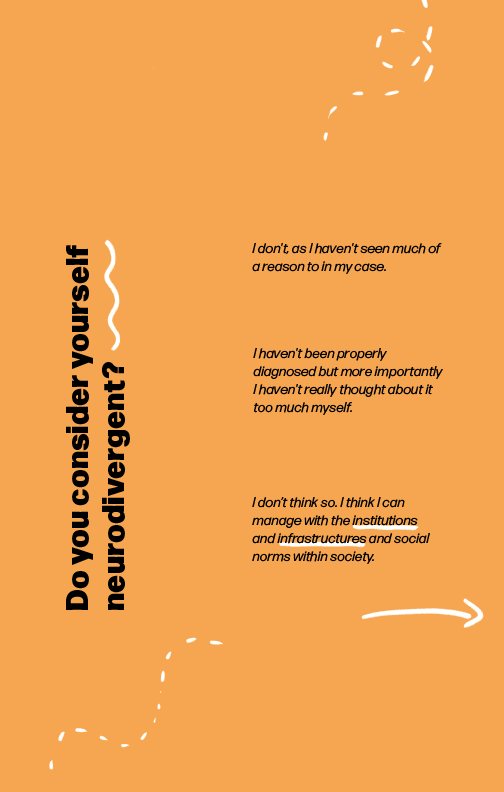 Do you consider yourself
neurodivergent?
I don't, as I haven't seen much of
a reason to in my case.
I haven't been properly
diagnosed but more importantly
I haven't really thought about it
too much myself.
I don't think so. I think I can
manage with the institutions
and infrastructures and social
norms within society.